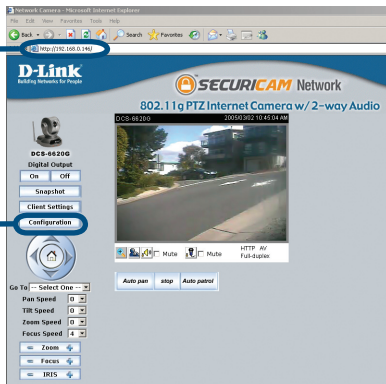 Network Camera - Microsoft Internet Explorer
File Edit View Favorites Tools Help
Back Search Favorites
http://192.168.0.146/
D-Link
Building Networks for People
SECURICAM Network
802.11g PTZ Internet Camera w/ 2-way Audio
DCS-6620G 2005/03/02 10:45:04 AM
DCS-6620G
Digital Output
On Off
Snapshot
Client Settings
Configuration
Mute Mute HTTP AV
Full-duplex
Auto pan stop Auto patrol
Go To -- Select One --
Pan Speed 0
Tilt Speed 0
Zoom Speed 0
Focus Speed 4
Zoom
Focus
IRIS